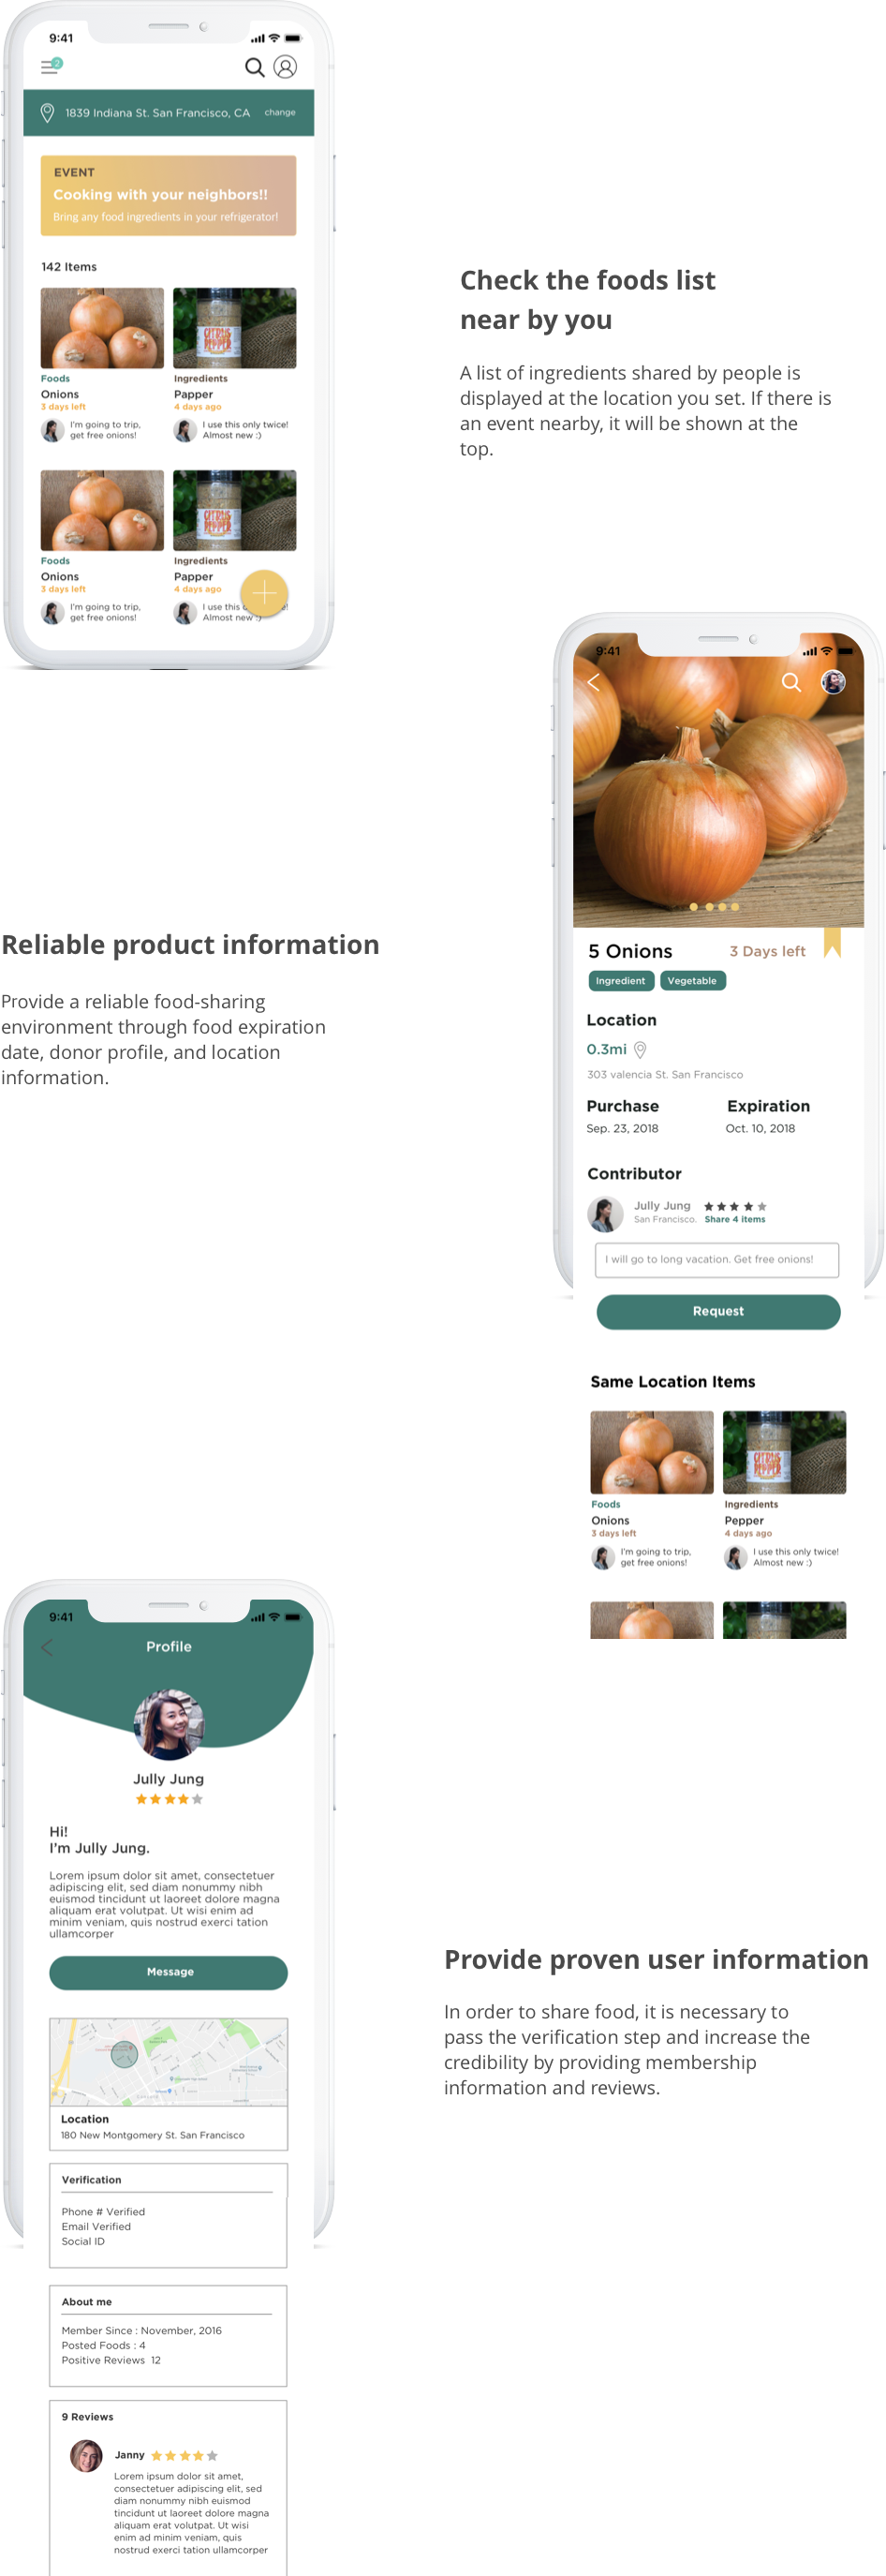 9:41
2
1839 Indiana St. San Francisco, CA change
EVENT
Cooking with your neighbors!!
Bring any food ingredients in your refrigerator!
142 Items
CITRUS
PEPPER
Foods Ingredients
Onions Papper
3 days left 4 days ago
I'm going to trip, I use this only twice!
get free onions! Almost new :)
CITRUS
PEPPER
Foods Ingredients
Onions Papper
3 days left 4 days ago
I'm going to trip, I use this
get free onions! Almost new :)
Check the foods list
near by you
A list of ingredients shared by people is
displayed at the location you set. If there is
an event nearby, it will be shown at the
top.
9:41
5 Onions 3 Days left
Ingredient Vegetable
Location
0.3mi
303 valencia St. San Francisco
Purchase Expiration
Sep. 23, 2018 Oct. 10, 2018
Contributor
Jully Jung
San Francisco. Share 4 items
I will go to long vacation. Get free onions!
Request
Same Location Items
CITRUS
PEPPER
Foods Ingredients
Onions Pepper
3 days left 4 days ago
I'm going to trip, I use this only twice!
get free onions! Almost new :)
Reliable product information
Provide a reliable food-sharing
environment through food expiration
date, donor profile, and location
information.
9:41
Profile
Jully Jung
Hi!
I'm Jully Jung.
Lorem ipsum dolor sit amet, consectetuer
adipiscing elit, sed diam nonummy nibh
euismod tincidunt ut laoreet dolore magna
aliquam erat volutpat. Ut wisi enim ad
minim veniam, quis nostrud exerci tation
ullamcorper
Message
Location
180 New Montgomery St. San Francisco
Verification
Phone # Verified
Email Verified
Social ID
About me
Member Since : November, 2016
Posted Foods : 4
Positive Reviews 12
9 Reviews
Janny
Lorem ipsum dolor sit amet,
consectetuer adipiscing elit, sed
diam nonummy nibh euismod
tincidunt ut laoreet dolore magna
aliquam erat volutpat. Ut wisi
enim ad minim veniam, quis
nostrud exerci tation ullamcorper
Provide proven user information
In order to share food, it is necessary to
pass the verification step and increase the
credibility by providing membership
information and reviews.